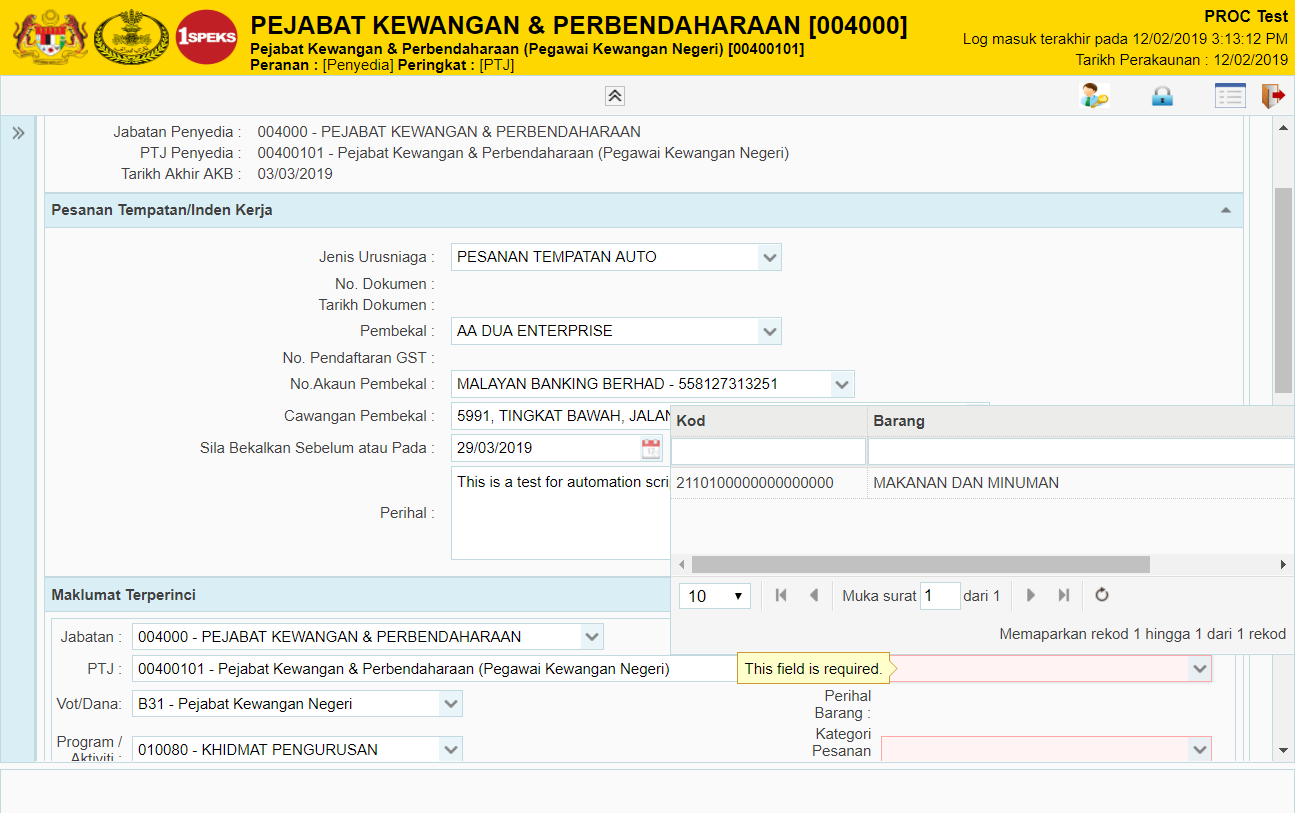 1SPEKS
PEJABAT KEWANGAN & PERBENDAHARAAN [004000]
Pejabat Kewangan & Perbendaharaan (Pegawai Kewangan Negeri) [00400101]
Peranan : [Penyedia] Peringkat : [PTJ]
PROC Test
Log masuk terakhir pada 12/02/2019 3:13:12 PM
Tarikh Perakaunan : 12/02/2019
Jabatan Penyedia : 004000 - PEJABAT KEWANGAN & PERBENDAHARAAN
PTJ Penyedia : 00400101 - Pejabat Kewangan & Perbendaharaan (Pegawai Kewangan Negeri)
Tarikh Akhir AKB : 03/03/2019
Pesanan Tempatan/Inden Kerja
Jenis Urusniaga : PESANAN TEMPATAN AUTO
No. Dokumen :
Tarikh Dokumen :
Pembekal : AA DUA ENTERPRISE
No. Pendaftaran GST :
No.Akaun Pembekal : MALAYAN BANKING BERHAD - 558127313251
Cawangan Pembekal : 5991, TINGKAT BAWAH, JALAN
Sila Bekalkan Sebelum atau Pada : 29/03/2019
This is a test for automation scri
Perihal :
Kod Barang
2110100000000000000 MAKANAN DAN MINUMAN
10 Muka surat 1 dari 1
Memaparkan rekod 1 hingga 1 dari 1 rekod
Maklumat Terperinci
Jabatan : 004000 - PEJABAT KEWANGAN & PERBENDAHARAAN
PTJ : 00400101 - Pejabat Kewangan & Perbendaharaan (Pegawai Kewangan Negeri)
This field is required.
Vot/Dana: B31 - Pejabat Kewangan Negeri
Perihal
Barang :
Program /
Aktiviti : 010080 - KHIDMAT PENGURUSAN
Kategori
Pesanan